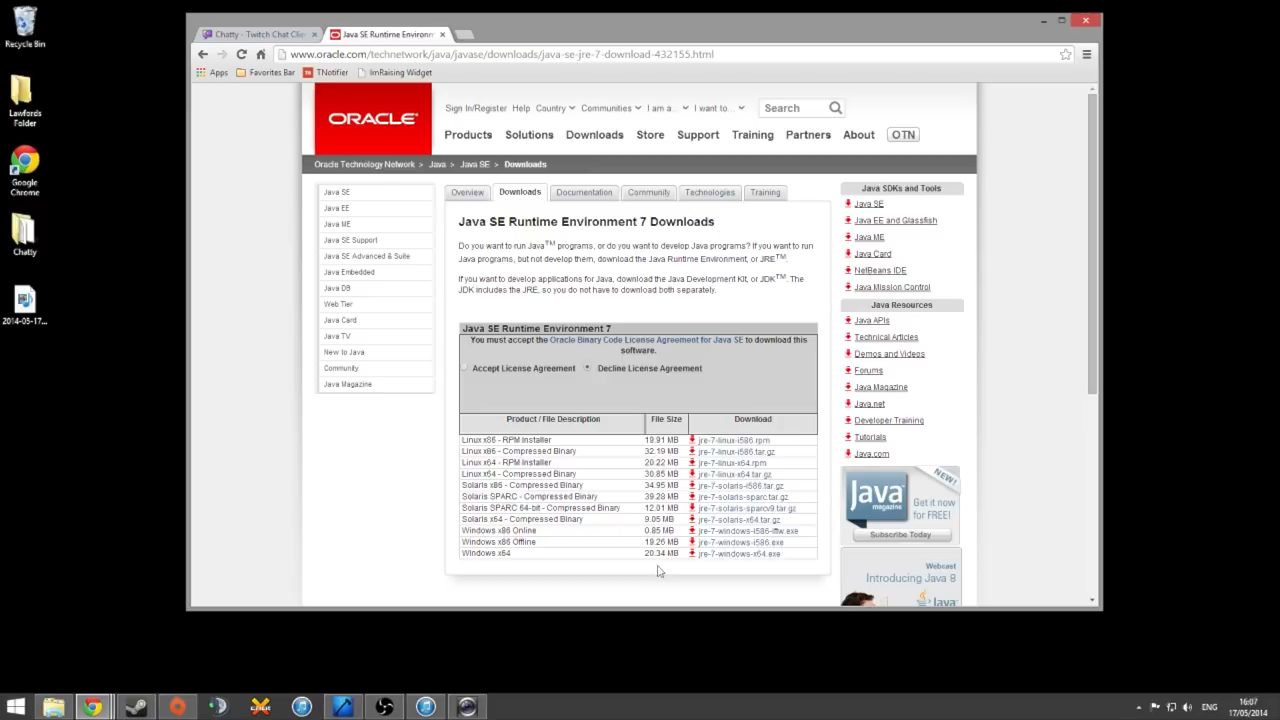 Recycle Bin
Lawfords
Folder
Google
Chrome
Chatty
2014-05-17...
Chatty - Twitch Chat Clie
Java SE Runtime Environm
www.oracle.com/technetwork/java/javase/downloads/java-se-jre-7-download-432155.html
Apps
Favorites Bar
TNotifier
ImRaising Widget
ORACLE
Sign In/Register Help Country Communities I am a... I want to... Search
Products Solutions Downloads Store Support Training Partners About OTN
Oracle Technology Network > Java > Java SE > Downloads
Java SE
Java EE
Java ME
Java SE Support
Java SE Advanced & Suite
Java Embedded
Java DB
Web Tier
Java Card
Java TV
New to Java
Community
Java Magazine
Overview Downloads Documentation Community Technologies Training
Java SE Runtime Environment 7 Downloads
Do you want to run Java™ programs, or do you want to develop Java programs? If you want to run
Java programs, but not develop them, download the Java Runtime Environment, or JRE™.
If you want to develop applications for Java, download the Java Development Kit, or JDK™. The
JDK includes the JRE, so you do not have to download both separately.
Java SE Runtime Environment 7
You must accept the Oracle Binary Code License Agreement for Java SE to download this
software.
Accept License Agreement Decline License Agreement
Product / File Description File Size Download
Linux x86 - RPM Installer 19.91 MB jre-7-linux-i586.rpm
Linux x86 - Compressed Binary 32.19 MB jre-7-linux-i586.tar.gz
Linux x64 - RPM Installer 20.22 MB jre-7-linux-x64.rpm
Linux x64 - Compressed Binary 30.85 MB jre-7-linux-x64.tar.gz
Solaris x86 - Compressed Binary 34.95 MB jre-7-solaris-i586.tar.gz
Solaris SPARC - Compressed Binary 39.28 MB jre-7-solaris-sparc.tar.gz
Solaris SPARC 64-bit - Compressed Binary 12.01 MB jre-7-solaris-sparcv9.tar.gz
Solaris x64 - Compressed Binary 9.05 MB jre-7-solaris-x64.tar.gz
Windows x86 Online 0.85 MB jre-7-windows-i586-iftw.exe
Windows x86 Offline 19.26 MB jre-7-windows-i586.exe
Windows x64 20.34 MB jre-7-windows-x64.exe
Java SDKs and Tools
Java SE
Java EE and Glassfish
Java ME
Java Card
NetBeans IDE
Java Mission Control
Java Resources
Java APIs
Technical Articles
Demos and Videos
Forums
Java Magazine
Java.net
Developer Training
Tutorials
Java.com
NEW!
Java
magazine
Get it now
for FREE!
Subscribe Today
Webcast
Introducing Java 8
Java
ENG
16:07
17/05/2014